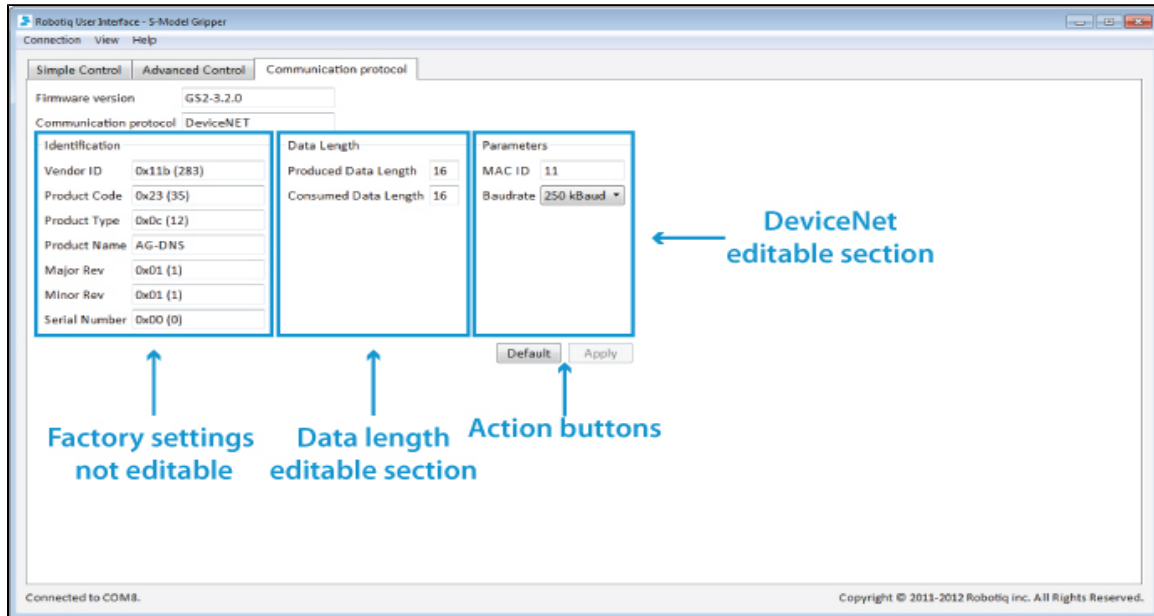 Robotiq User Interface - S-Model Gripper
Connection View Help
Simple Control Advanced Control Communication protocol
Firmware version GS2-3.2.0
Communication protocol DeviceNET
Identification
Vendor ID 0x11b (283)
Product Code 0x23 (35)
Product Type 0x0c (12)
Product Name AG-DNS
Major Rev 0x01 (1)
Minor Rev 0x01 (1)
Serial Number 0x00 (0)
Data Length
Produced Data Length 16
Consumed Data Length 16
Parameters
MAC ID 11
Baudrate 250 kBaud
DeviceNet
editable section
Default Apply
Factory settings
not editable
Data length
editable section
Action buttons
Connected to COM8.
Copyright © 2011-2012 Robotiq inc. All Rights Reserved.